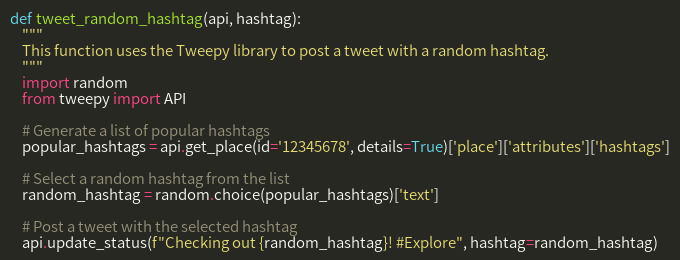 def tweet_random_hashtag(api, hashtag):
"""
This function uses the Tweepy library to post a tweet with a random hashtag.
"""
import random
from tweepy import API
# Generate a list of popular hashtags
popular_hashtags = api.get_place(id='12345678', details=True)['place']['attributes']['hashtags']
# Select a random hashtag from the list
random_hashtag = random.choice(popular_hashtags)['text']
# Post a tweet with the selected hashtag
api.update_status(f"Checking out {random_hashtag}! #Explore", hashtag=random_hashtag)